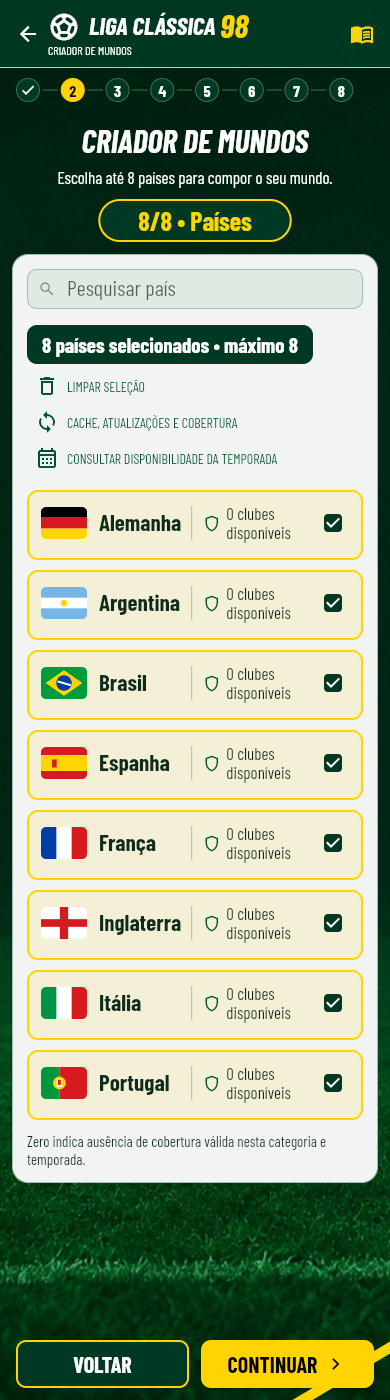 LIGA CLÁSSICA 98
CRIADOR DE MUNDOS
2 3 4 5 6 7 8
CRIADOR DE MUNDOS
Escolha até 8 países para compor o seu mundo.
8/8 • Países
Pesquisar país
8 países selecionados • máximo 8
LIMPAR SELEÇÃO
CACHE, ATUALIZAÇÕES E COBERTURA
CONSULTAR DISPONIBILIDADE DA TEMPORADA
Alemanha
0 clubes
disponíveis
Argentina
0 clubes
disponíveis
Brasil
0 clubes
disponíveis
Espanha
0 clubes
disponíveis
França
0 clubes
disponíveis
Inglaterra
0 clubes
disponíveis
Itália
0 clubes
disponíveis
Portugal
0 clubes
disponíveis
Zero indica ausência de cobertura válida nesta categoria e
temporada.
VOLTAR
CONTINUAR